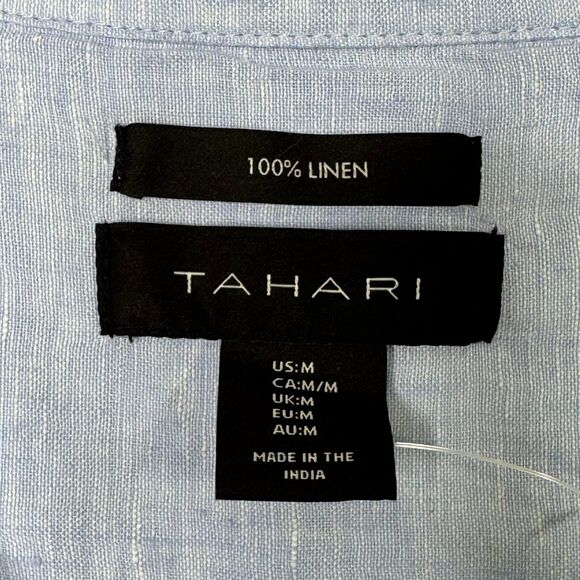 100% LINEN
TAHARI
US:M
CA:M/M
UK:M
EU:M
AU:M
MADE IN THE
INDIA